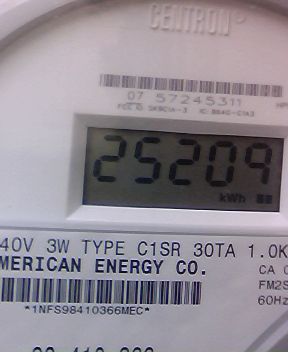 CENTRON®
07 57245311
25209
kWh
40V 3W TYPE C1SR 30TA 1.0K
MERICAN ENERGY CO.
CA 0
FM2S
60Hz
*1NFS98410366MEC*